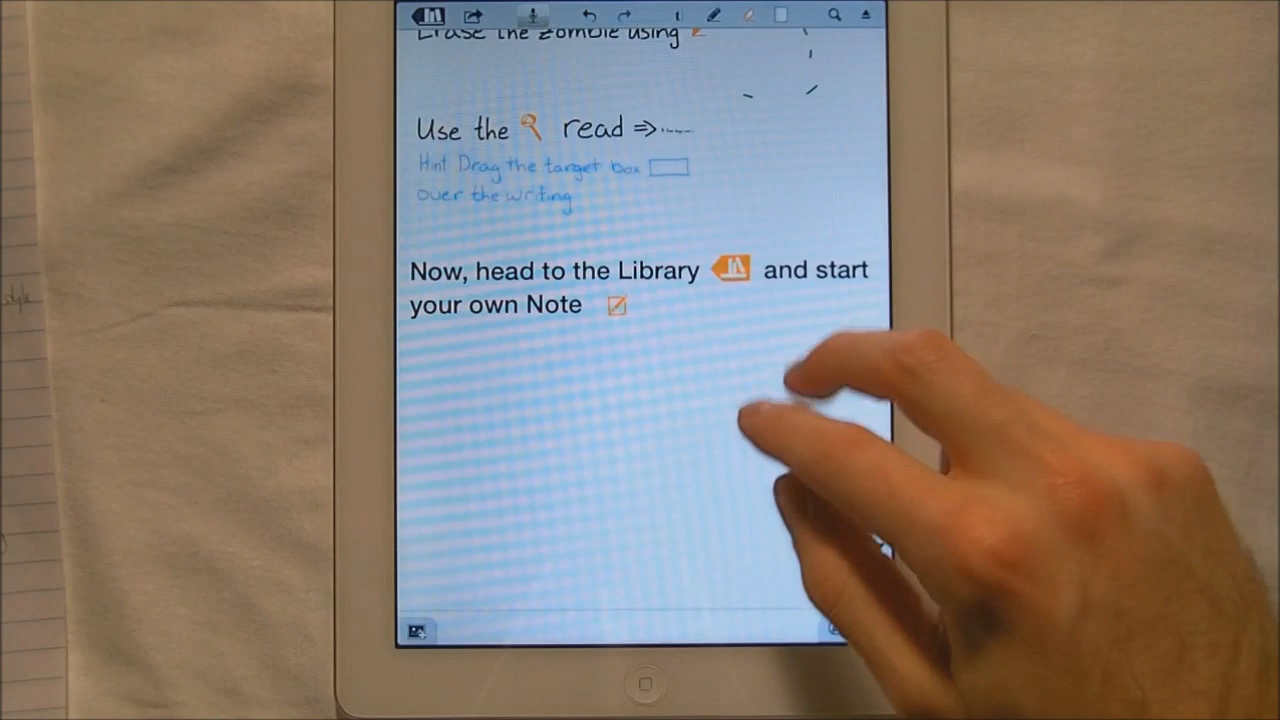 Erase the zombie using
Use the read =>
Hint Drag the target box
over the writing
Now, head to the Library and start
your own Note
style